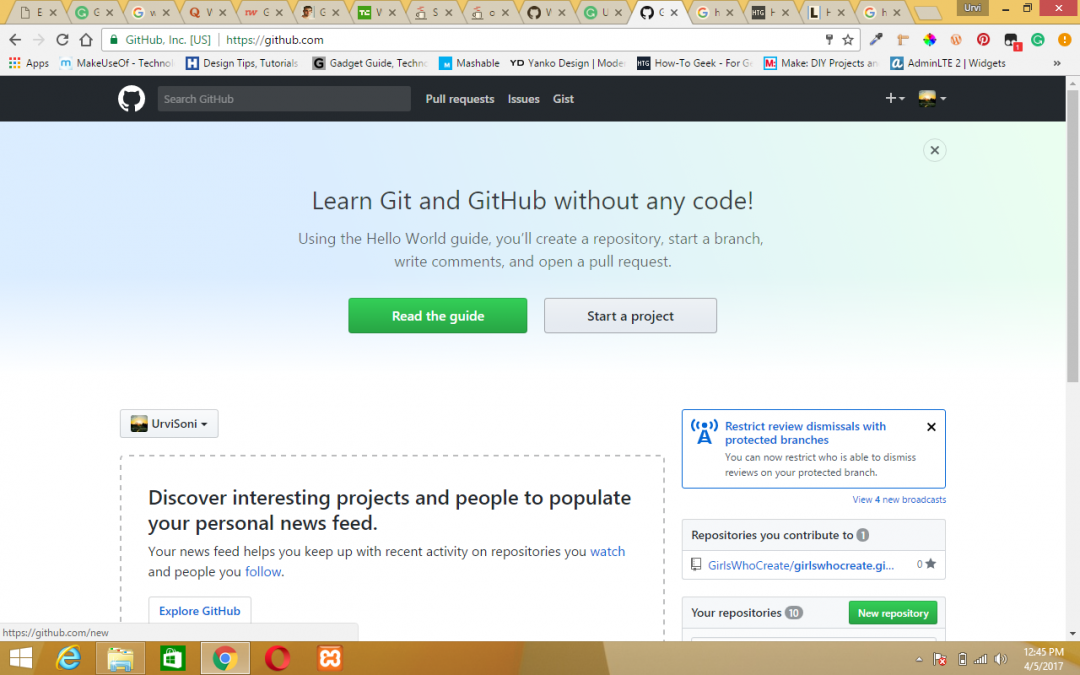 E
G
w
Q V
rw G
G
TC V
S
o
V
U
G
G h
HTG H
L H
G h
Urvi
GitHub, Inc. [US] https://github.com
1
Apps m MakeUseOf - Technol H Design Tips, Tutorials G Gadget Guide, Techno m Mashable YD Yanko Design | Mode HTG How-To Geek - For G M: Make: DIY Projects an a AdminLTE 2 | Widgets »
Search GitHub Pull requests Issues Gist
Learn Git and GitHub without any code!
Using the Hello World guide, you'll create a repository, start a branch,
write comments, and open a pull request.
Read the guide Start a project
UrviSoni
Discover interesting projects and people to populate
your personal news feed.
Your news feed helps you keep up with recent activity on repositories you watch
and people you follow.
Explore GitHub
Restrict review dismissals with
protected branches
You can now restrict who is able to dismiss
reviews on your protected branch.
View 4 new broadcasts
Repositories you contribute to 1
GirlsWhoCreate/girlswhocreate.gi... 0
Your repositories 10 New repository
https://github.com/new
12:45 PM
4/5/2017